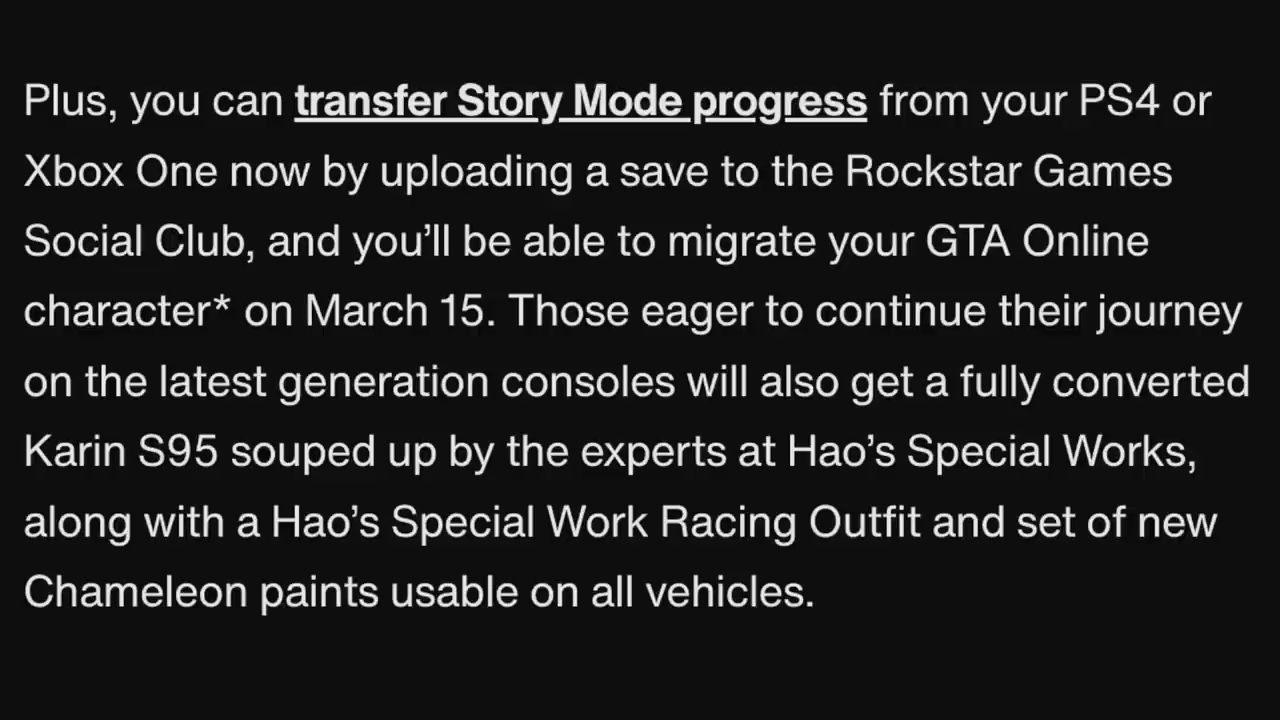 Plus, you can transfer Story Mode progress from your PS4 or
Xbox One now by uploading a save to the Rockstar Games
Social Club, and you’ll be able to migrate your GTA Online
character* on March 15. Those eager to continue their journey
on the latest generation consoles will also get a fully converted
Karin S95 souped up by the experts at Hao’s Special Works,
along with a Hao’s Special Work Racing Outfit and set of new
Chameleon paints usable on all vehicles.